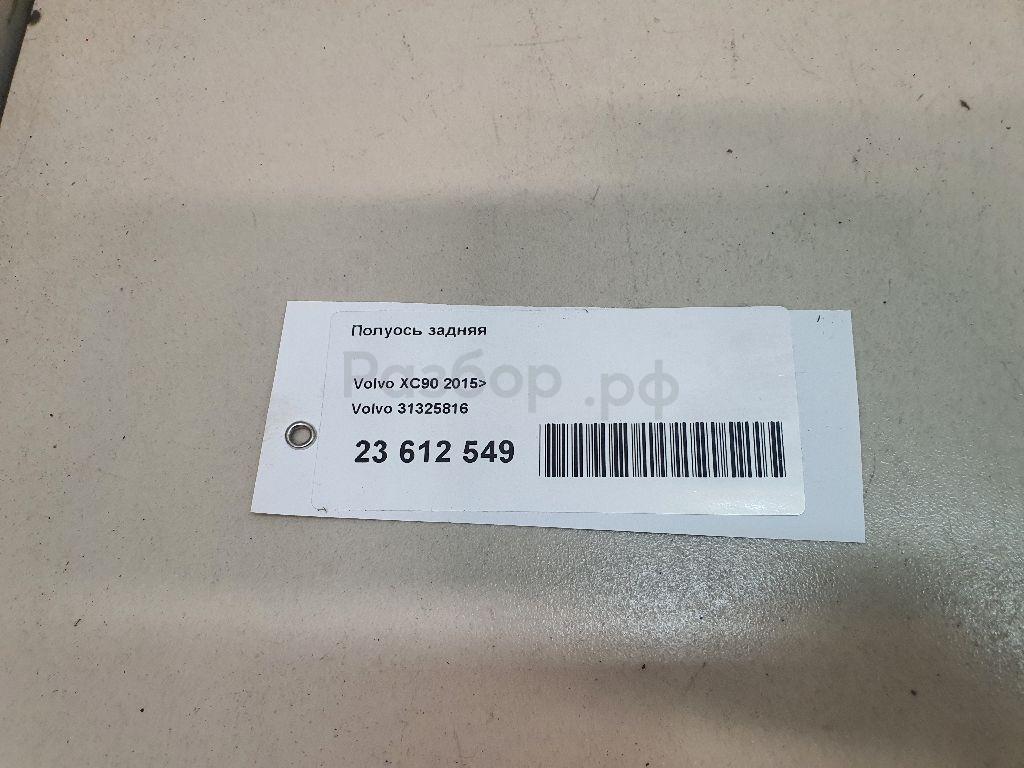 Полуось задняя
Разбор.рф
Volvo XC90 2015>
Volvo 31325816
23 612 549